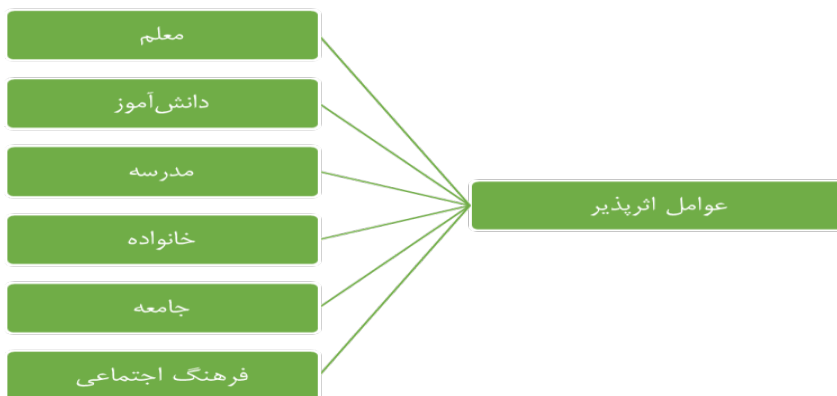 عوامل اثرپذیر
معلم
دانش‌آموز
مدرسه
خانواده
جامعه
فرهنگ اجتماعی